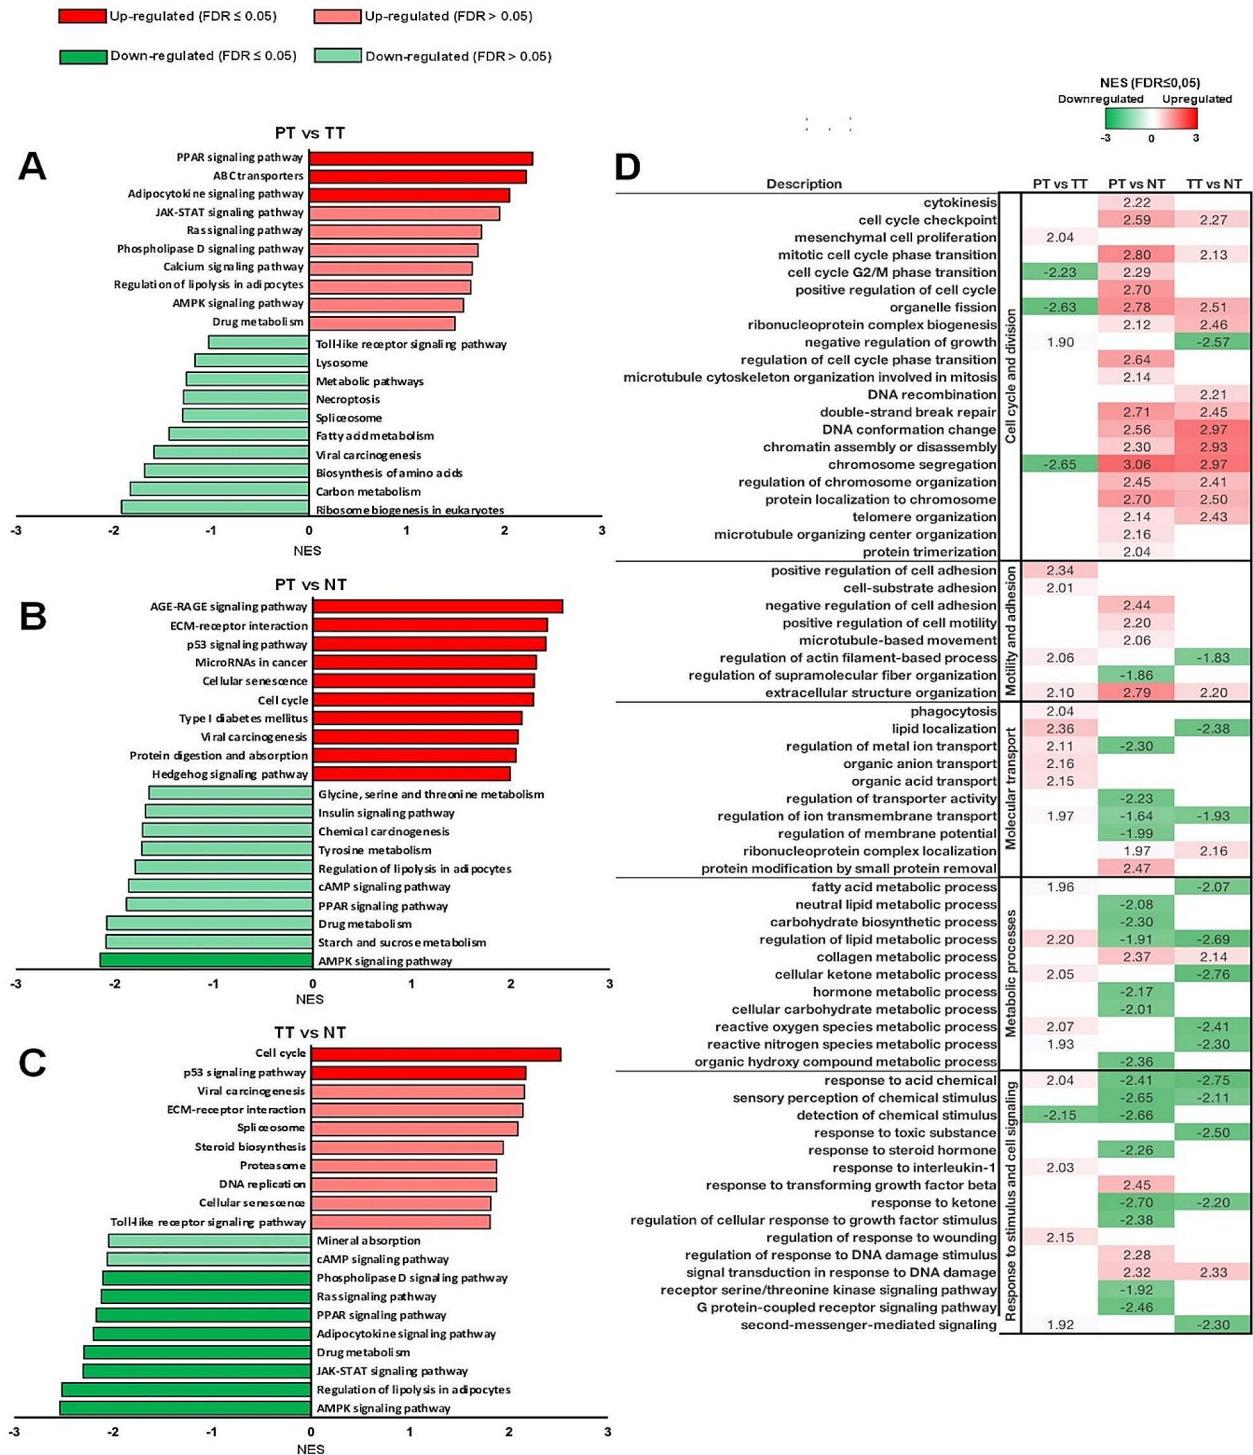 Up-regulated (FDR ≤ 0.05) Up-regulated (FDR > 0.05)
Down-regulated (FDR ≤ 0.05) Down-regulated (FDR > 0.05)
A
PT vs TT
PPAR signaling pathway
ABC transporters
Adipocytokine signaling pathway
JAK-STAT signaling pathway
Ras signaling pathway
Phospholipase D signaling pathway
Calcium signaling pathway
Regulation of lipolysis in adipocytes
AMPK signaling pathway
Drug metabolism
Toll-like receptor signaling pathway
Lysosome
Metabolic pathways
Necroptosis
Spliceosome
Fatty acid metabolism
Viral carcinogenesis
Biosynthesis of amino acids
Carbon metabolism
Ribosome biogenesis in eukaryotes
-3 -2 -1 0 1 2 3
NES
B
PT vs NT
AGE-RAGE signaling pathway
ECM-receptor interaction
p53 signaling pathway
MicroRNAs in cancer
Cellular senescence
Cell cycle
Type I diabetes mellitus
Viral carcinogenesis
Protein digestion and absorption
Hedgehog signaling pathway
Glycine, serine and threonine metabolism
Insulin signaling pathway
Chemical carcinogenesis
Tyrosine metabolism
Regulation of lipolysis in adipocytes
cAMP signaling pathway
PPAR signaling pathway
Drug metabolism
Starch and sucrose metabolism
AMPK signaling pathway
-3 -2 -1 0 1 2 3
NES
C
TT vs NT
Cell cycle
p53 signaling pathway
Viral carcinogenesis
ECM-receptor interaction
Spliceosome
Steroid biosynthesis
Proteasome
DNA replication
Cellular senescence
Toll-like receptor signaling pathway
Mineral absorption
cAMP signaling pathway
Phospholipase D signaling pathway
Ras signaling pathway
PPAR signaling pathway
Adipocytokine signaling pathway
Drug metabolism
JAK-STAT signaling pathway
Regulation of lipolysis in adipocytes
AMPK signaling pathway
-3 -2 -1 0 1 2 3
NES
D
NES (FDR≤0,05)
Downregulated Upregulated
-3 0 3
Description PT vs TT PT vs NT TT vs NT
Cell cycle and division
cytokinesis 2.22
cell cycle checkpoint 2.59 2.27
mesenchymal cell proliferation 2.04
mitotic cell cycle phase transition 2.80 2.13
cell cycle G2/M phase transition -2.23 2.29
positive regulation of cell cycle 2.70
organelle fission -2.63 2.78 2.51
ribonucleoprotein complex biogenesis 2.12 2.46
negative regulation of growth 1.90 -2.57
regulation of cell cycle phase transition 2.64
microtubule cytoskeleton organization involved in mitosis 2.14
DNA recombination 2.21
double-strand break repair 2.71 2.45
DNA conformation change 2.56 2.97
chromatin assembly or disassembly 2.30 2.93
chromosome segregation -2.65 3.06 2.97
regulation of chromosome organization 2.45 2.41
protein localization to chromosome 2.70 2.50
telomere organization 2.14 2.43
microtubule organizing center organization 2.16
protein trimerization 2.04
Motility and adhesion
positive regulation of cell adhesion 2.34
cell-substrate adhesion 2.01
negative regulation of cell adhesion 2.44
positive regulation of cell motility 2.20
microtubule-based movement 2.06
regulation of actin filament-based process 2.06 -1.83
regulation of supramolecular fiber organization -1.86
extracellular structure organization 2.10 2.79 2.20
Molecular transport
phagocytosis 2.04
lipid localization 2.36 -2.38
regulation of metal ion transport 2.11 -2.30
organic anion transport 2.16
organic acid transport 2.15
regulation of transporter activity -2.23
regulation of ion transmembrane transport 1.97 -1.64 -1.93
regulation of membrane potential -1.99
ribonucleoprotein complex localization 1.97 2.16
protein modification by small protein removal 2.47
Metabolic processes
fatty acid metabolic process 1.96 -2.07
neutral lipid metabolic process -2.08
carbohydrate biosynthetic process -2.30
regulation of lipid metabolic process 2.20 -1.91 -2.69
collagen metabolic process 2.37 2.14
cellular ketone metabolic process 2.05 -2.76
hormone metabolic process -2.17
cellular carbohydrate metabolic process -2.01
reactive oxygen species metabolic process 2.07 -2.41
reactive nitrogen species metabolic process 1.93 -2.30
organic hydroxy compound metabolic process -2.36
Response to stimulus and cell signaling
response to acid chemical 2.04 -2.41 -2.75
sensory perception of chemical stimulus -2.65 -2.11
detection of chemical stimulus -2.15 -2.66
response to toxic substance -2.50
response to steroid hormone -2.26
response to interleukin-1 2.03
response to transforming growth factor beta 2.45
response to ketone -2.70 -2.20
regulation of cellular response to growth factor stimulus -2.38
regulation of response to wounding 2.15
regulation of response to DNA damage stimulus 2.28
signal transduction in response to DNA damage 2.32 2.33
receptor serine/threonine kinase signaling pathway -1.92
G protein-coupled receptor signaling pathway -2.46
second-messenger-mediated signaling 1.92 -2.30